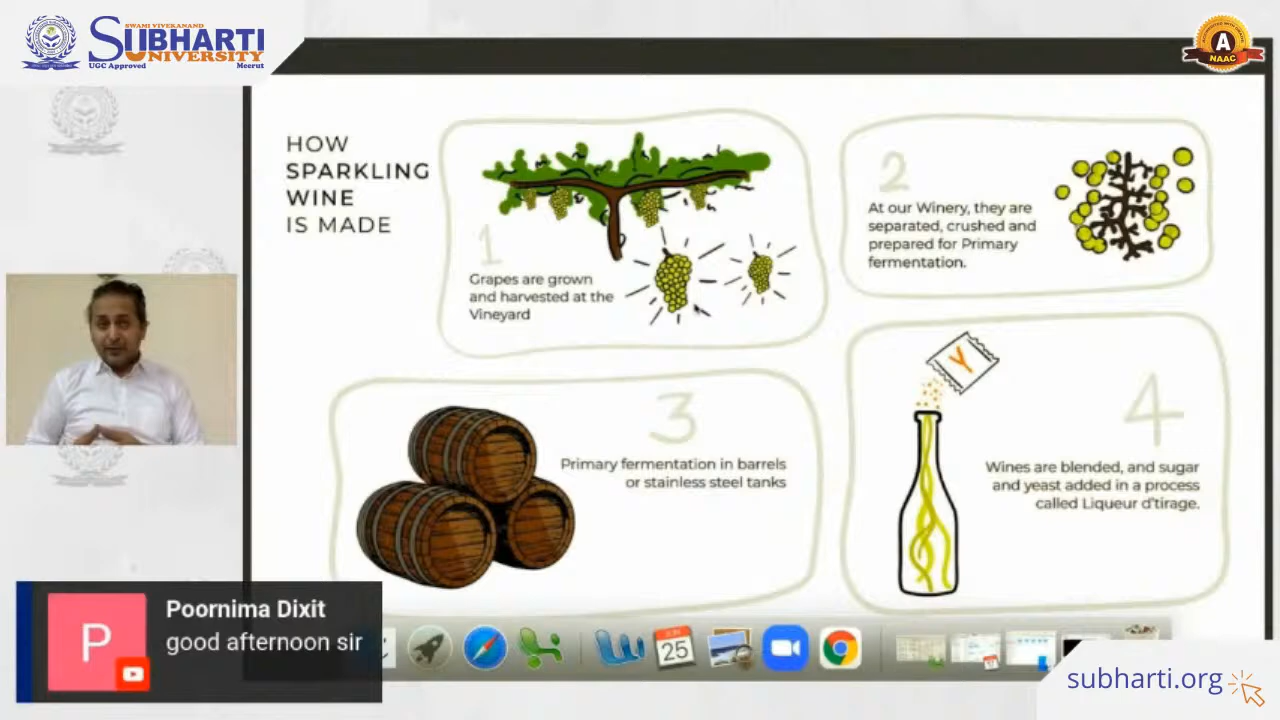 SWAMI VIVEKANAND
SUBHARTI
UNIVERSITY
UGC Approved Meerut
A
NAAC
HOW
SPARKLING
WINE
IS MADE
1
Grapes are grown
and harvested at the
Vineyard
2
At our Winery, they are
separated, crushed and
prepared for Primary
fermentation.
3
Primary fermentation in barrels
or stainless steel tanks
Y
4
Wines are blended, and sugar
and yeast added in a process
called Liqueur d'tirage.
P
Poornima Dixit
good afternoon sir
25
subharti.org